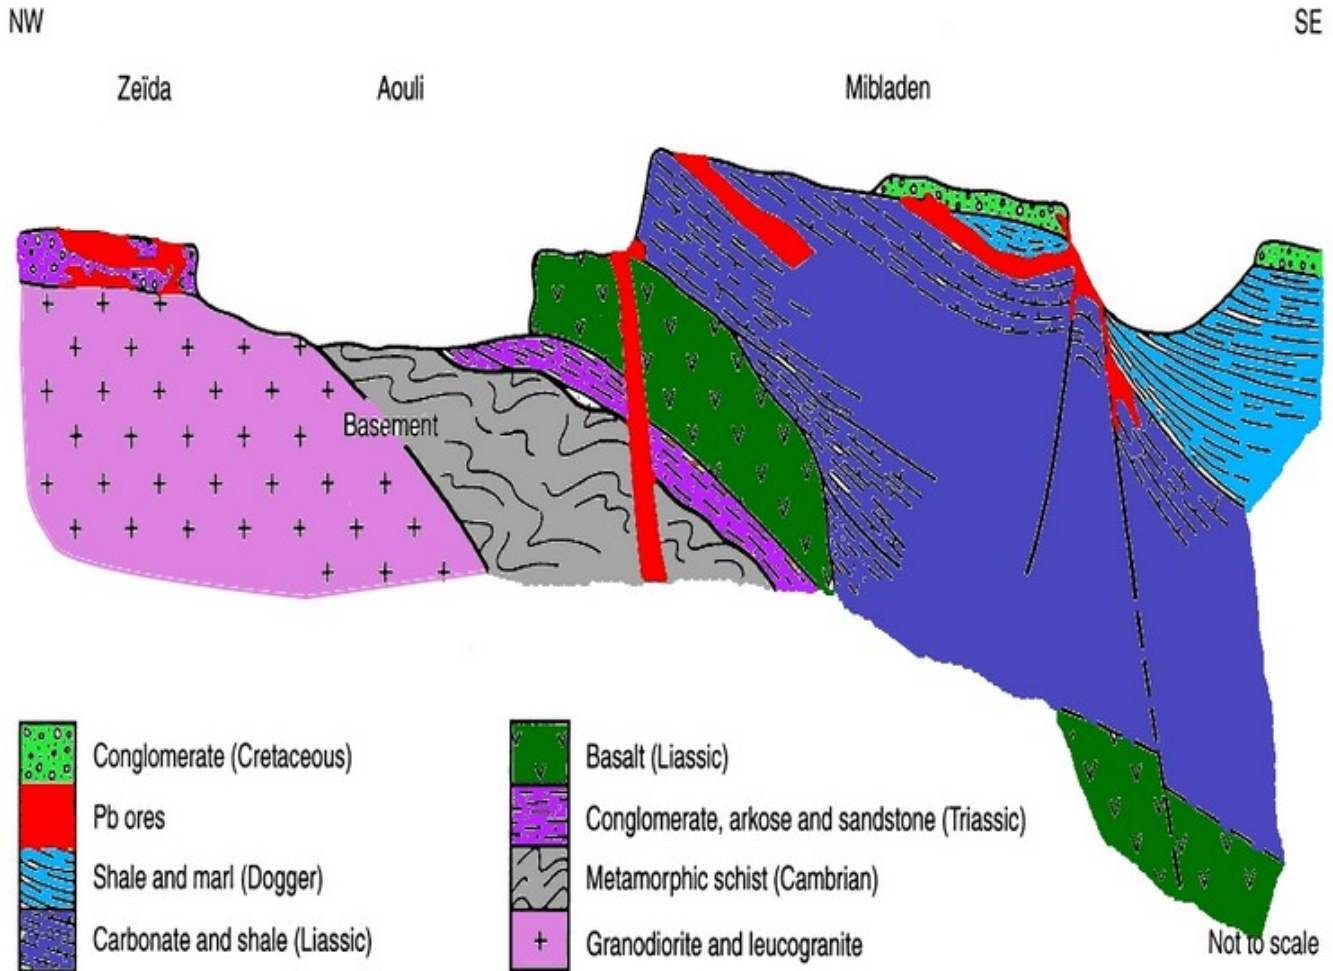 NW
SE
Zeïda
Aouli
Mibladen
Basement
Conglomerate (Cretaceous)
Pb ores
Shale and marl (Dogger)
Carbonate and shale (Liassic)
Basalt (Liassic)
Conglomerate, arkose and sandstone (Triassic)
Metamorphic schist (Cambrian)
Granodiorite and leucogranite
Not to scale